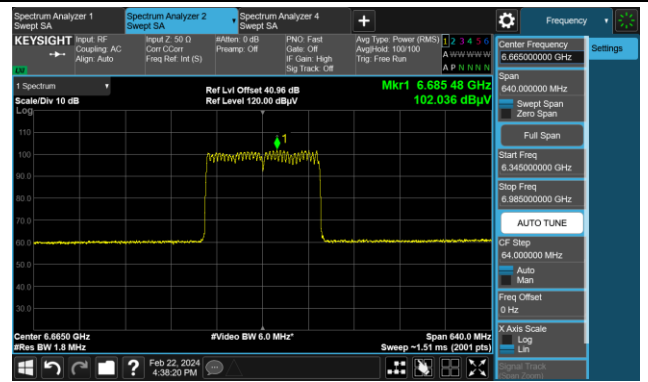 Spectrum Analyzer 1
Swept SA
Spectrum Analyzer 2
Swept SA
Spectrum Analyzer 4
Swept SA
Frequency
KEYSIGHT
Input: RF
Coupling: AC
Align: Auto
Input Z: 50 Ω
Corr CCorr
Freq Ref: Int (S)
#Atten: 0 dB
Preamp: Off
PNO: Fast
Gate: Off
IF Gain: High
Sig Track: Off
Avg Type: Power (RMS)
Avg|Hold: 100/100
Trig: Free Run
1 2 3 4 5 6
A W W W W W
A P N N N N
1 Spectrum
Scale/Div 10 dB
Log
Ref Lvl Offset 40.96 dB
Ref Level 120.00 dBµV
Mkr1 6.685 48 GHz
102.036 dBµV
110
100
90.0
80.0
70.0
60.0
50.0
40.0
30.0
1
Center 6.6650 GHz
#Res BW 1.8 MHz
#Video BW 6.0 MHz*
Span 640.0 MHz
Sweep ~1.51 ms (2001 pts)
Feb 22, 2024
4:38:20 PM
Center Frequency
6.665000000 GHz
Settings
Span
640.000000 MHz
Swept Span
Zero Span
Full Span
Start Freq
6.345000000 GHz
Stop Freq
6.985000000 GHz
AUTO TUNE
CF Step
64.000000 MHz
Auto
Man
Freq Offset
0 Hz
X Axis Scale
Log
Lin
Signal Track
(Span Zoom)